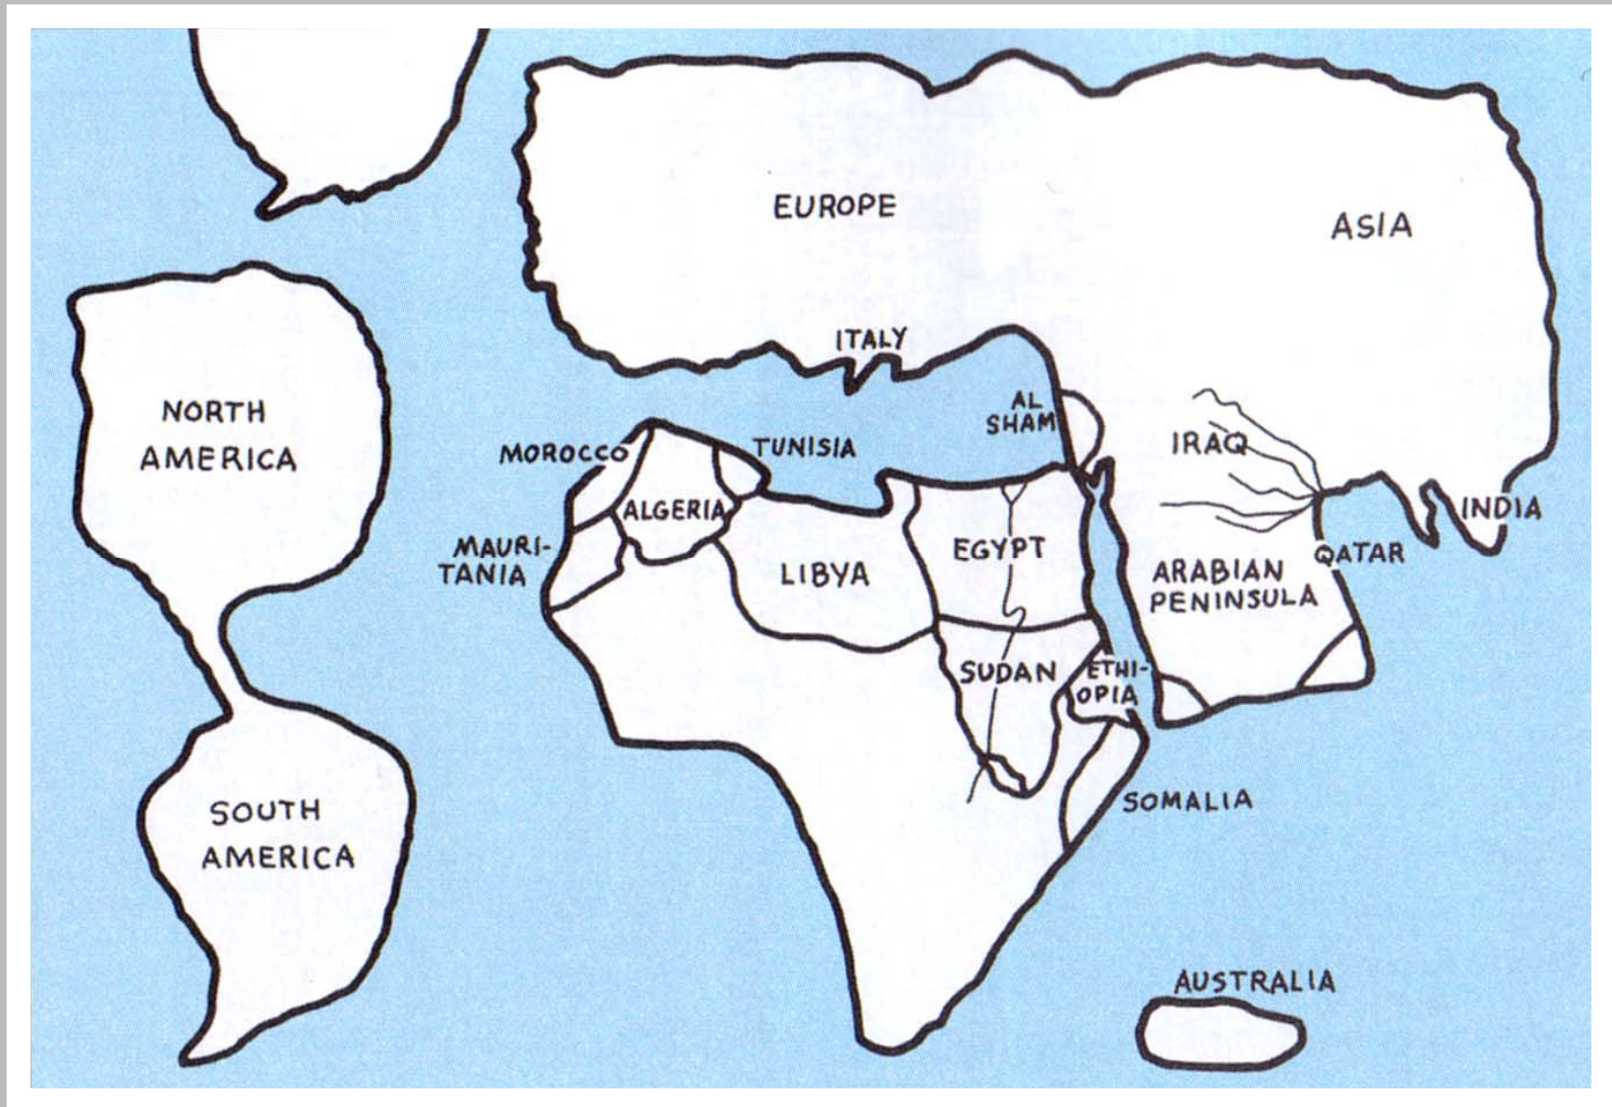 EUROPE
ASIA
ITALY
NORTH
AMERICA
AL
SHAM
IRAQ
MOROCCO
TUNISIA
ALGERIA
INDIA
MAURI-
TANIA
LIBYA
EGYPT
QATAR
ARABIAN
PENINSULA
SUDAN
ETHI-
OPIA
SOUTH
AMERICA
SOMALIA
AUSTRALIA